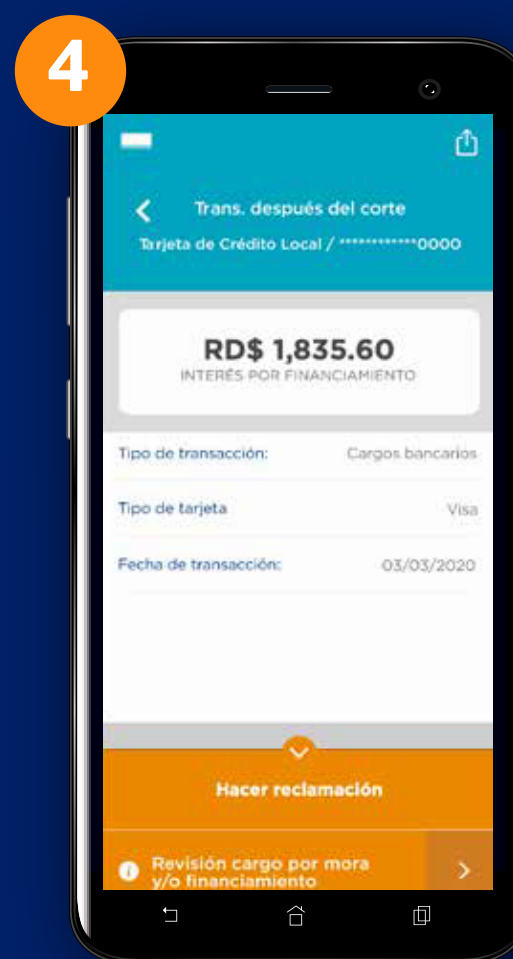 4
Trans. después del corte
Tarjeta de Crédito Local / ************0000
RD$ 1,835.60
INTERÉS POR FINANCIAMIENTO
Tipo de transacción: Cargos bancarios
Tipo de tarjeta Visa
Fecha de transacción: 03/03/2020
Hacer reclamación
Revisión cargo por mora
y/o financiamiento